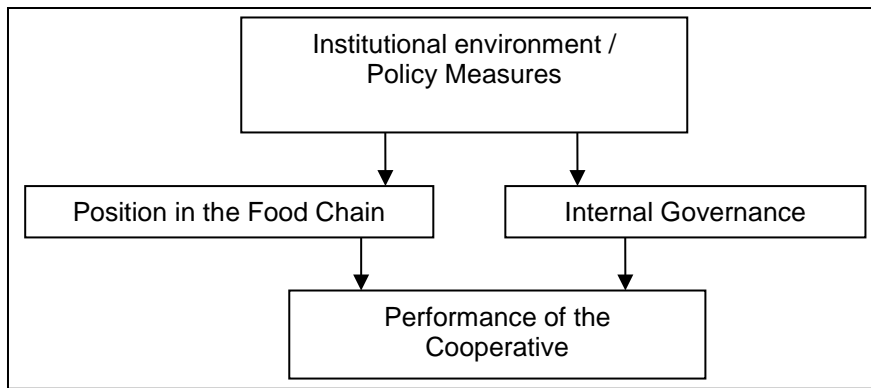 Institutional environment /
Policy Measures
Position in the Food Chain
Internal Governance
Performance of the
Cooperative